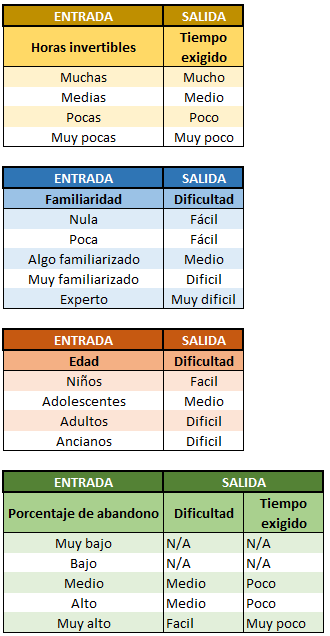 ENTRADA SALIDA
Horas invertibles Tiempo exigido
Muchas Mucho
Medias Medio
Pocas Poco
Muy pocas Muy poco
ENTRADA SALIDA
Familiaridad Dificultad
Nula Fácil
Poca Fácil
Algo familiarizado Medio
Muy familiarizado Dificil
Experto Muy dificil
ENTRADA SALIDA
Edad Dificultad
Niños Facil
Adolescentes Medio
Adultos Dificil
Ancianos Dificil
ENTRADA SALIDA
Porcentaje de abandono Dificultad Tiempo exigido
Muy bajo N/A N/A
Bajo N/A N/A
Medio Medio Poco
Alto Medio Poco
Muy alto Facil Muy poco